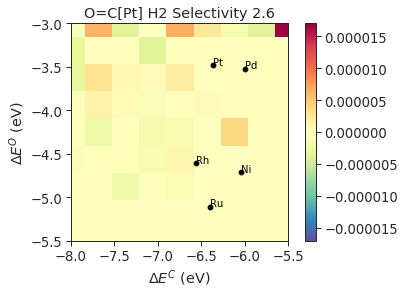 O=C[Pt] H2 Selectivity 2.6
−3.0
−3.5
−4.0
−4.5
−5.0
−5.5
ΔE^O (eV)
Pt
Pd
Rh
Ni
Ru
−8.0 −7.5 −7.0 −6.5 −6.0 −5.5
ΔE^C (eV)
0.000015
0.000010
0.000005
0.000000
−0.000005
−0.000010
−0.000015